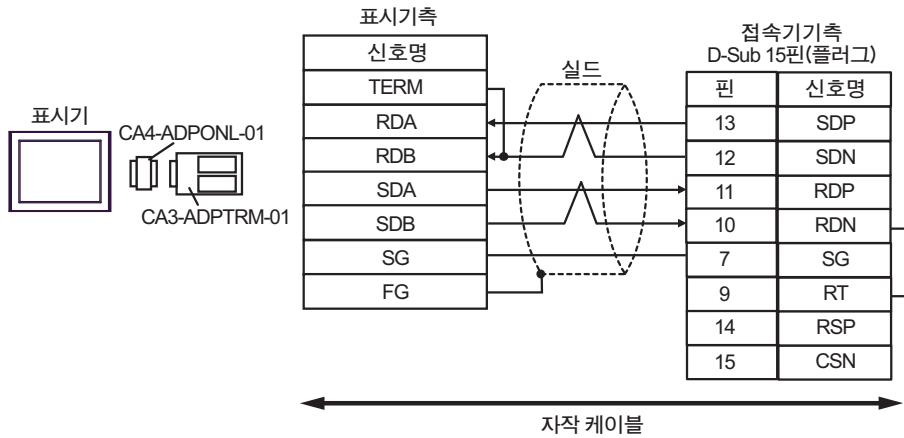 표시기
CA4-ADPONL-01
CA3-ADPTRM-01
표시기측
신호명
TERM
RDA
RDB
SDA
SDB
SG
FG
실드
접속기기측
D-Sub 15핀(플러그)
핀 신호명
13 SDP
12 SDN
11 RDP
10 RDN
7 SG
9 RT
14 RSP
15 CSN
자작 케이블